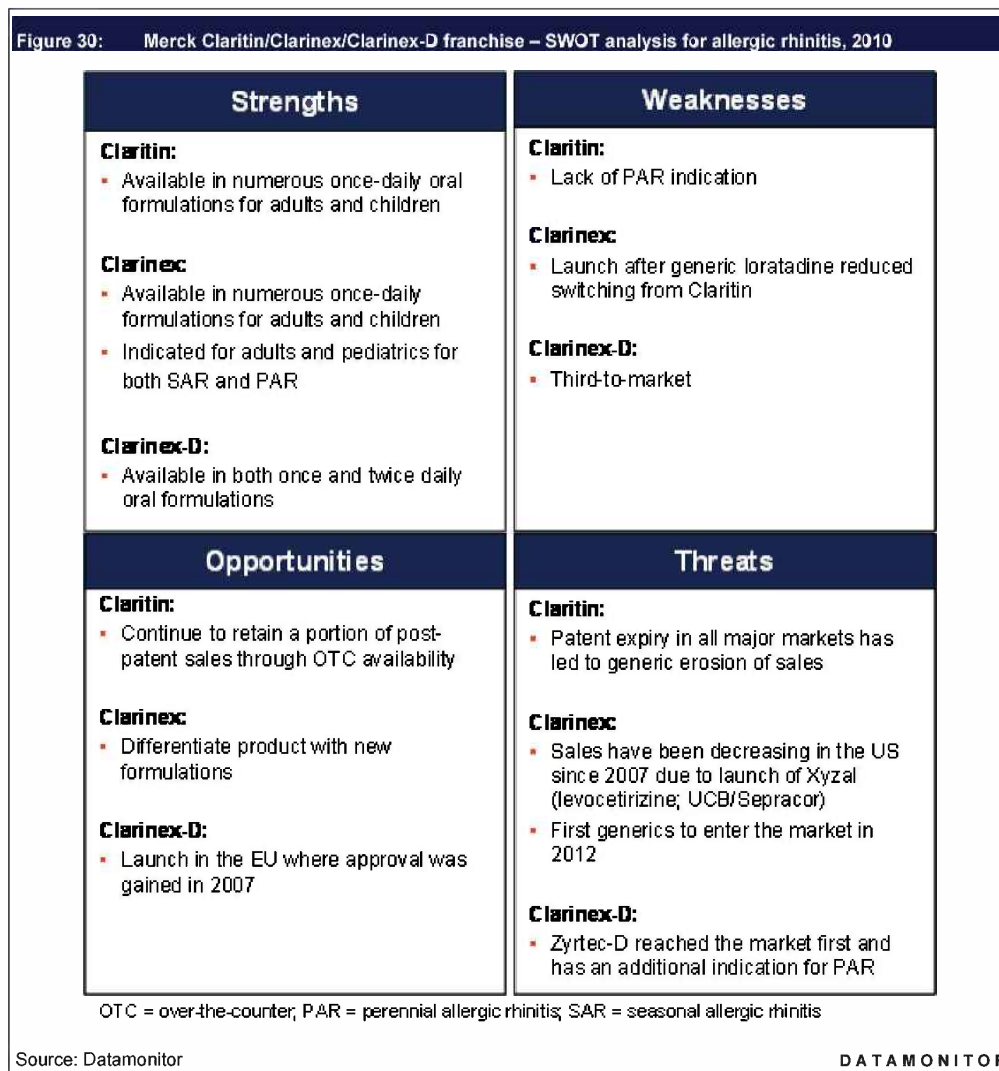 Figure 30: Merck Claritin/Clarinex/Clarinex-D franchise – SWOT analysis for allergic rhinitis, 2010
Strengths
Claritin:
▪ Available in numerous once-daily oral
formulations for adults and children
Clarinex:
▪ Available in numerous once-daily
formulations for adults and children
▪ Indicated for adults and pediatrics for
both SAR and PAR
Clarinex-D:
▪ Available in both once and twice daily
oral formulations
Weaknesses
Claritin:
▪ Lack of PAR indication
Clarinex:
▪ Launch after generic loratadine reduced
switching from Claritin
Clarinex-D:
▪ Third-to-market
Opportunities
Claritin:
▪ Continue to retain a portion of post-
patent sales through OTC availability
Clarinex:
▪ Differentiate product with new
formulations
Clarinex-D:
▪ Launch in the EU where approval was
gained in 2007
Threats
Claritin:
▪ Patent expiry in all major markets has
led to generic erosion of sales
Clarinex:
▪ Sales have been decreasing in the US
since 2007 due to launch of Xyzal
(levocetirizine; UCB/Sepracor)
▪ First generics to enter the market in
2012
Clarinex-D:
▪ Zyrtec-D reached the market first and
has an additional indication for PAR
OTC = over-the-counter; PAR = perennial allergic rhinitis; SAR = seasonal allergic rhinitis
Source: Datamonitor
DATAMONITOR